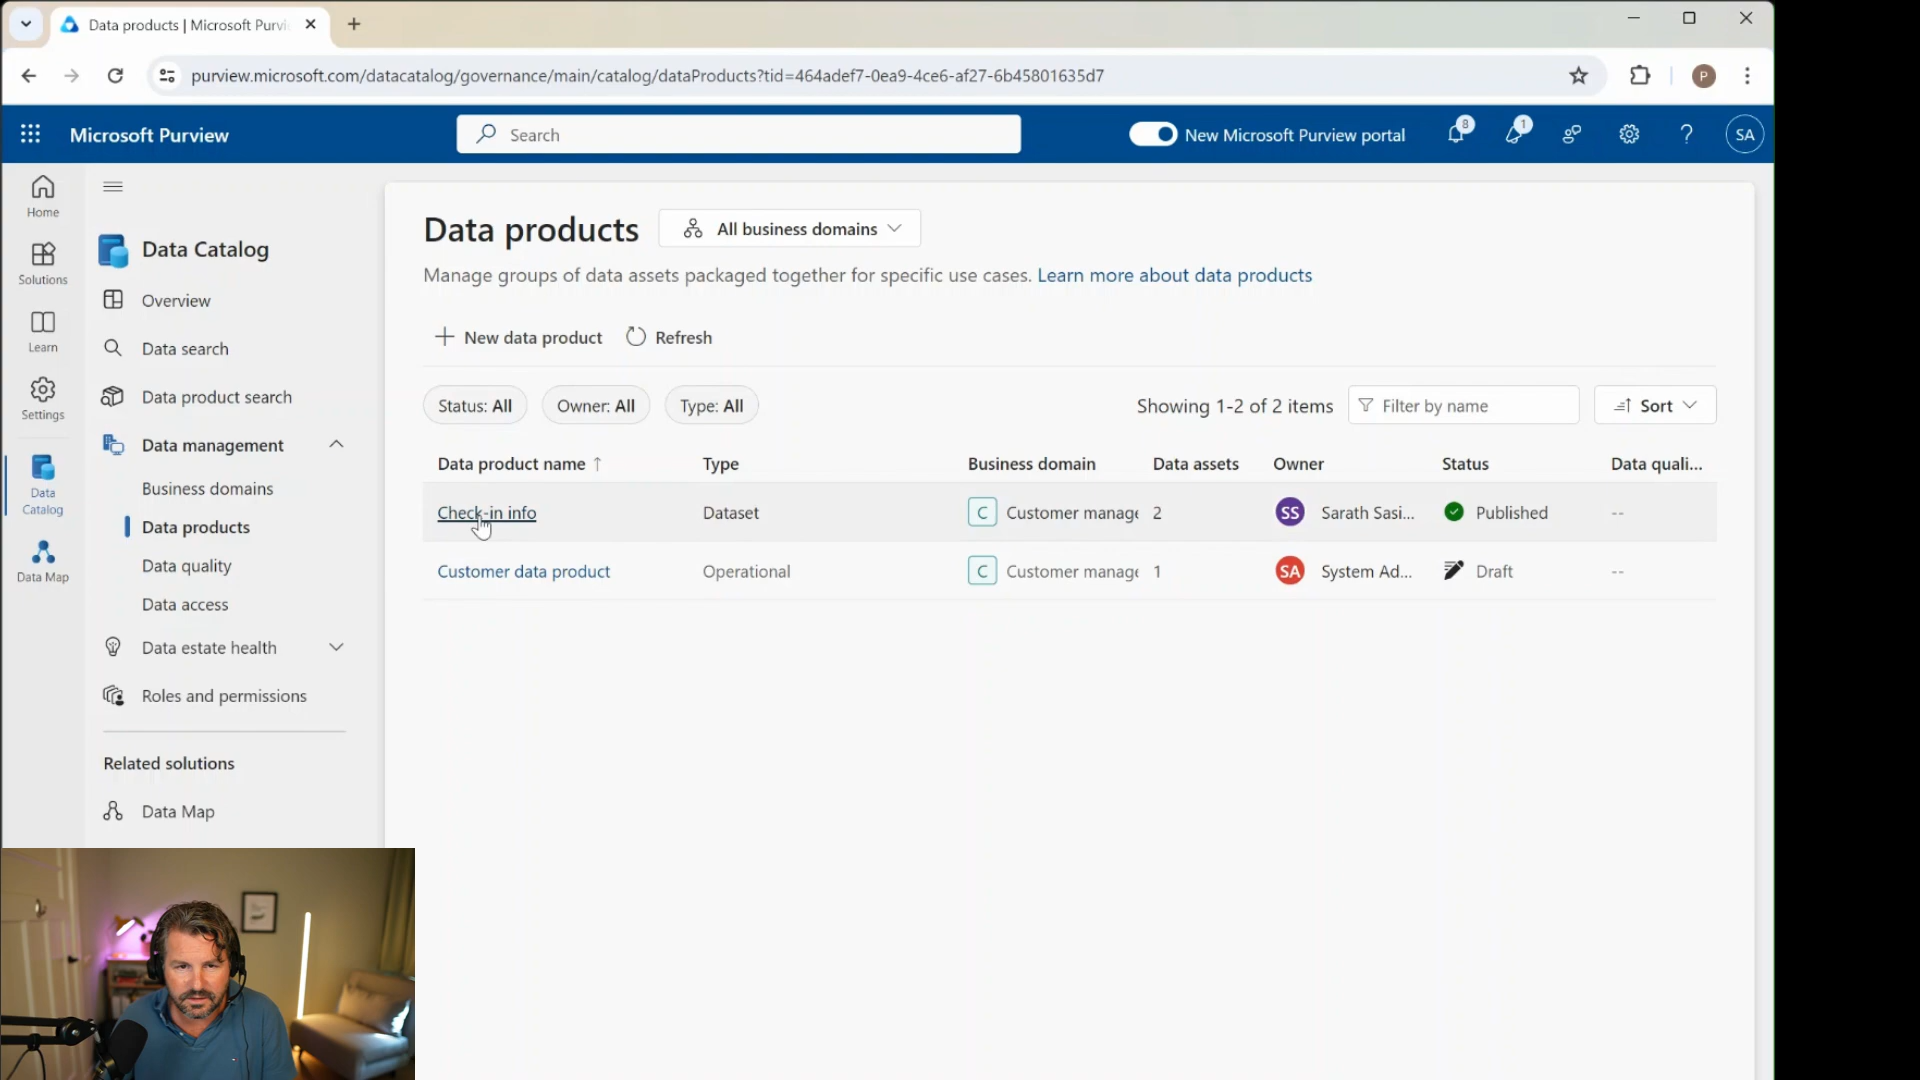 Data products | Microsoft Purvi
purview.microsoft.com/datacatalog/governance/main/catalog/dataProducts?tid=464adef7-0ea9-4ce6-af27-6b45801635d7
P
Microsoft Purview
Search
New Microsoft Purview portal
8
1
SA
Home
Solutions
Learn
Settings
Data
Catalog
Data Map
Data Catalog
Overview
Data search
Data product search
Data management
Business domains
Data products
Data quality
Data access
Data estate health
Roles and permissions
Related solutions
Data Map
Data products
All business domains
Manage groups of data assets packaged together for specific use cases. Learn more about data products
New data product
Refresh
Status: All
Owner: All
Type: All
Showing 1-2 of 2 items
Filter by name
Sort
Data product name ↑ Type Business domain Data assets Owner Status Data quali...
Check-in info Dataset C Customer manage 2 SS Sarath Sasi... Published --
Customer data product Operational C Customer manage 1 SA System Ad... Draft --